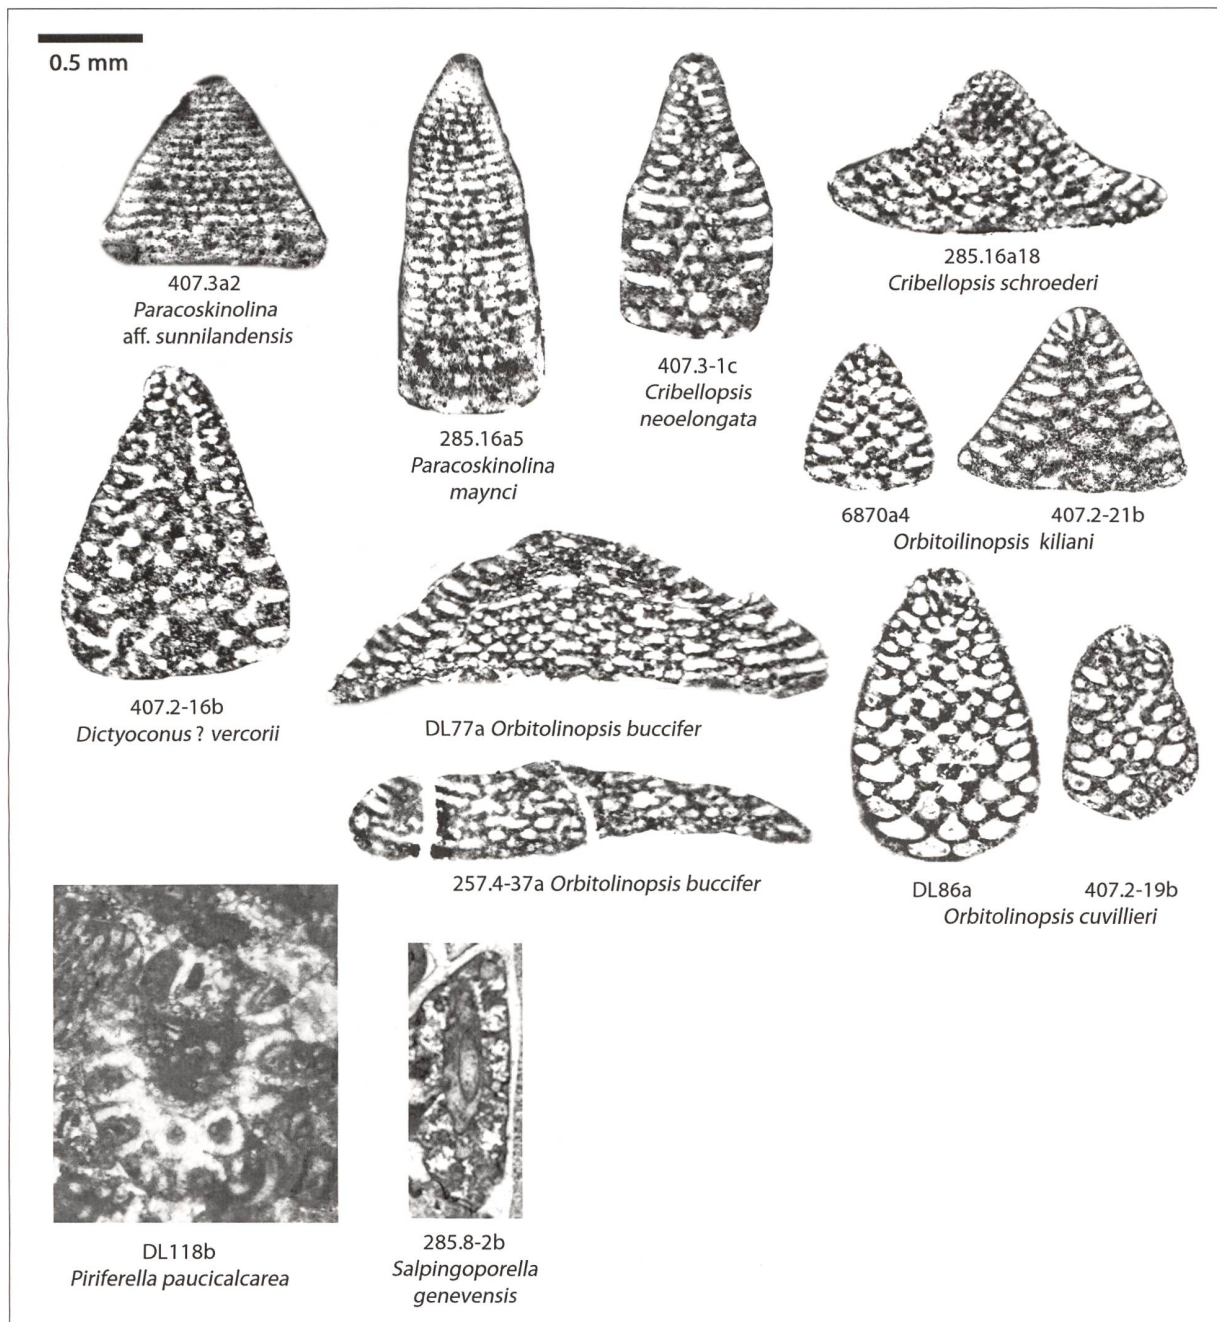 0.5 mm
407.3a2
Paracoskinolina
aff. sunnilandensis
285.16a5
Paracoskinolina
maynci
407.3-1c
Cribellopsis
neoelongata
285.16a18
Cribellopsis schroederi
6870a4
407.2-21b
Orbitoilinopsis kiliani
407.2-16b
Dictyoconus ? vercorii
DL77a Orbitolinopsis buccifer
257.4-37a Orbitolinopsis buccifer
DL86a
407.2-19b
Orbitolinopsis cuvillieri
DL118b
Piriferella paucicalcarea
285.8-2b
Salpingoporella
genevensis